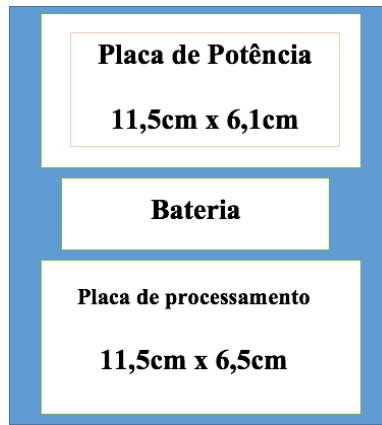 Placa de Potência
11,5cm x 6,1cm
Bateria
Placa de processamento
11,5cm x 6,5cm